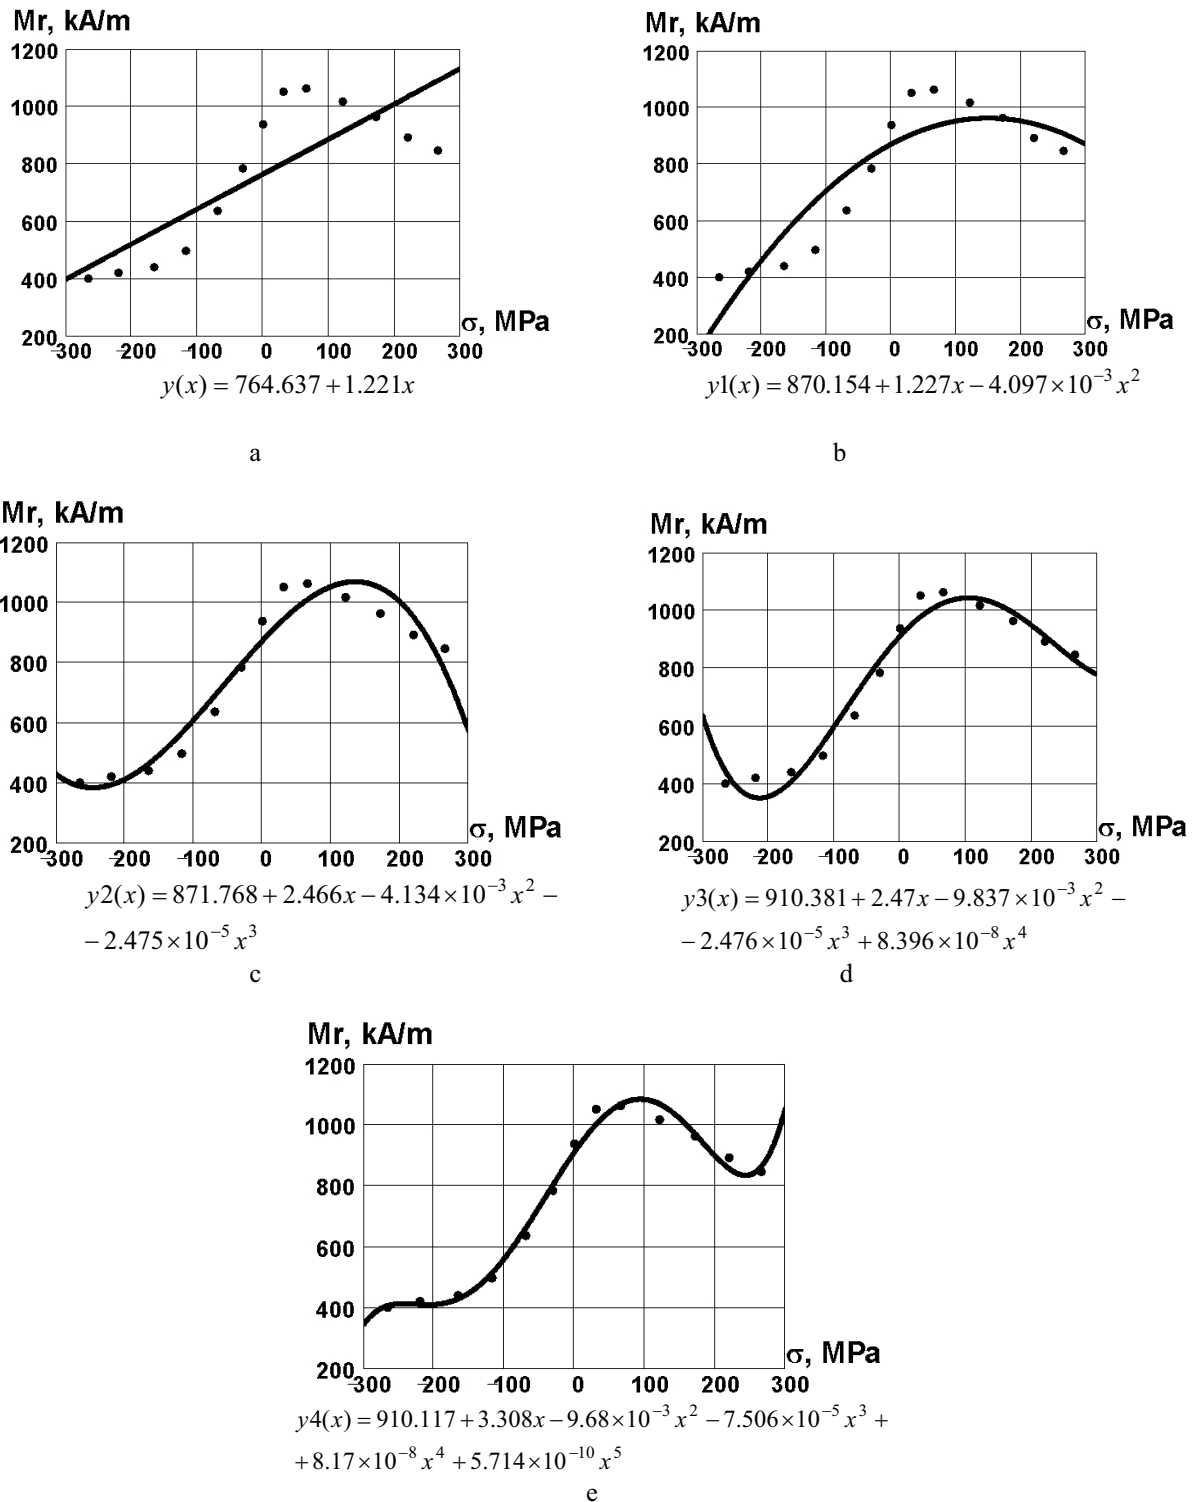 Mr, kA/m
1200
1000
800
600
400
200
-300 -200 -100 0 100 200 300
σ, MPa
y(x) = 764.637 + 1.221x
a
Mr, kA/m
1200
1000
800
600
400
200
-300 -200 -100 0 100 200 300
σ, MPa
y1(x) = 870.154 + 1.227x − 4.097×10⁻³ x²
b
Mr, kA/m
1200
1000
800
600
400
200
-300 -200 -100 0 100 200 300
σ, MPa
y2(x) = 871.768 + 2.466x − 4.134×10⁻³ x² −
− 2.475×10⁻⁵ x³
c
Mr, kA/m
1200
1000
800
600
400
200
-300 -200 -100 0 100 200 300
σ, MPa
y3(x) = 910.381 + 2.47x − 9.837×10⁻³ x² −
− 2.476×10⁻⁵ x³ + 8.396×10⁻⁸ x⁴
d
Mr, kA/m
1200
1000
800
600
400
200
-300 -200 -100 0 100 200 300
σ, MPa
y4(x) = 910.117 + 3.308x − 9.68×10⁻³ x² − 7.506×10⁻⁵ x³ +
+ 8.17×10⁻⁸ x⁴ + 5.714×10⁻¹⁰ x⁵
e